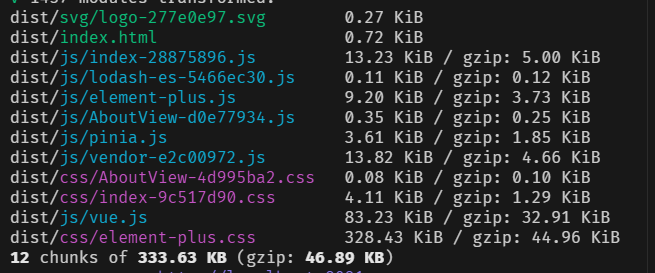 dist/svg/logo-277e0e97.svg 0.27 KiB
dist/index.html 0.72 KiB
dist/js/index-28875896.js 13.23 KiB / gzip: 5.00 KiB
dist/js/lodash-es-5466ec30.js 0.11 KiB / gzip: 0.12 KiB
dist/js/element-plus.js 9.20 KiB / gzip: 3.73 KiB
dist/js/AboutView-d0e77934.js 0.35 KiB / gzip: 0.25 KiB
dist/js/pinia.js 3.61 KiB / gzip: 1.85 KiB
dist/js/vendor-e2c00972.js 13.82 KiB / gzip: 4.66 KiB
dist/css/AboutView-4d995ba2.css 0.08 KiB / gzip: 0.10 KiB
dist/css/index-9c517d90.css 4.11 KiB / gzip: 1.29 KiB
dist/js/vue.js 83.23 KiB / gzip: 32.91 KiB
dist/css/element-plus.css 328.43 KiB / gzip: 44.96 KiB
12 chunks of 333.63 KB (gzip: 46.89 KB)